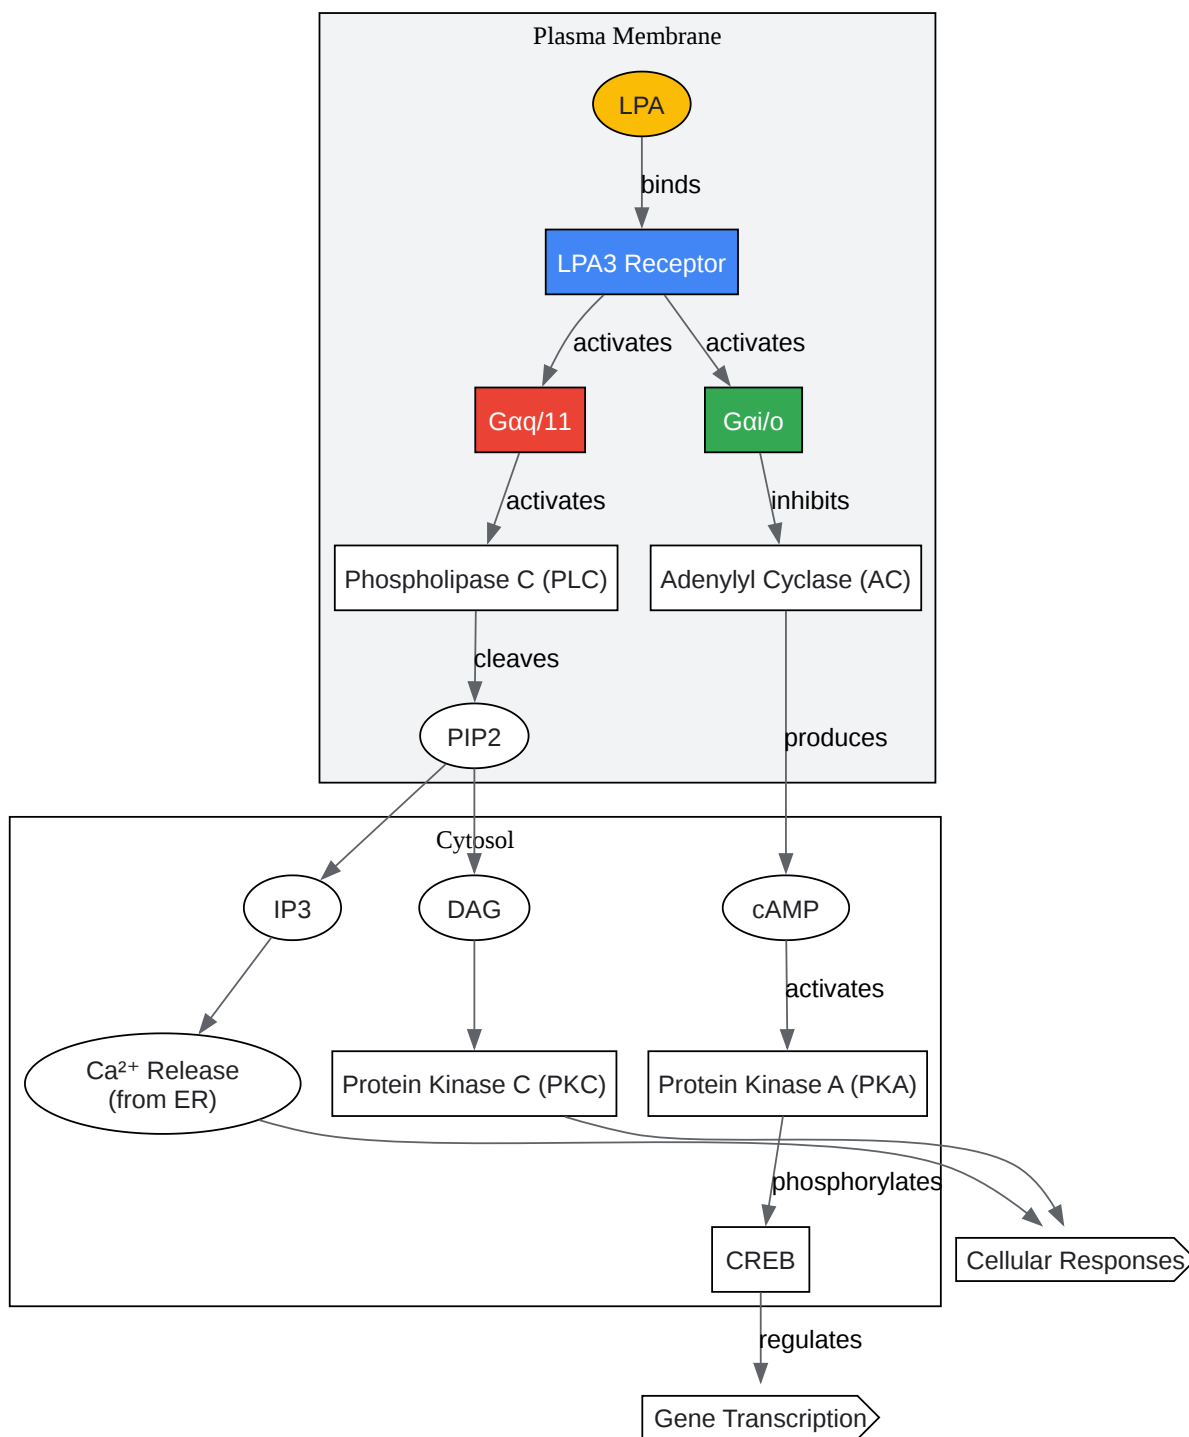 Plasma Membrane
LPA
binds
LPA3 Receptor
activates
activates
Gαq/11
Gαi/o
activates
inhibits
Phospholipase C (PLC)
Adenylyl Cyclase (AC)
cleaves
PIP2
produces
Cytosol
IP3
DAG
cAMP
activates
Ca²⁺ Release
(from ER)
Protein Kinase C (PKC)
Protein Kinase A (PKA)
phosphorylates
CREB
Cellular Responses
regulates
Gene Transcription